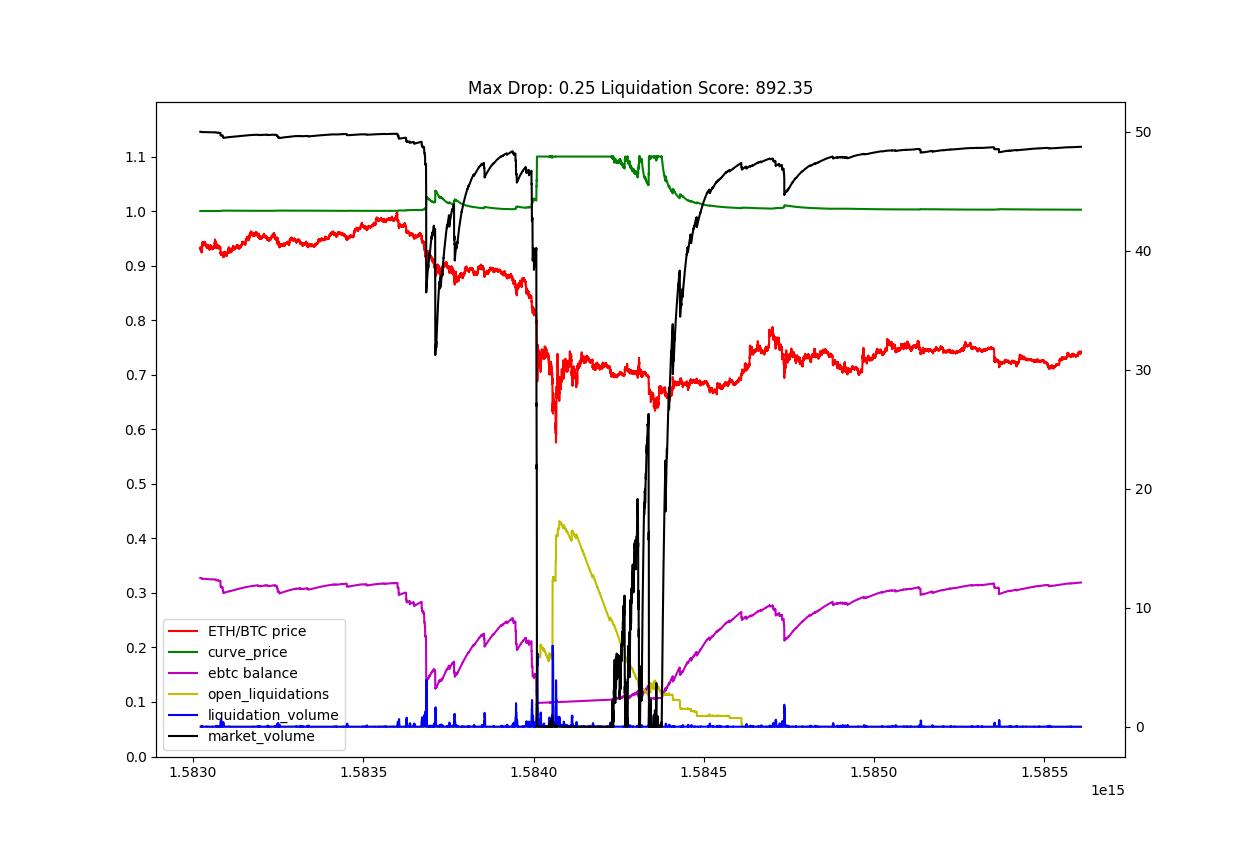 Max Drop: 0.25 Liquidation Score: 892.35
1.1
1.0
0.9
0.8
0.7
0.6
0.5
0.4
0.3
0.2
0.1
0.0
50
40
30
20
10
0
ETH/BTC price
curve_price
ebtc balance
open_liquidations
liquidation_volume
market_volume
1.5830 1.5835 1.5840 1.5845 1.5850 1.5855
1e15